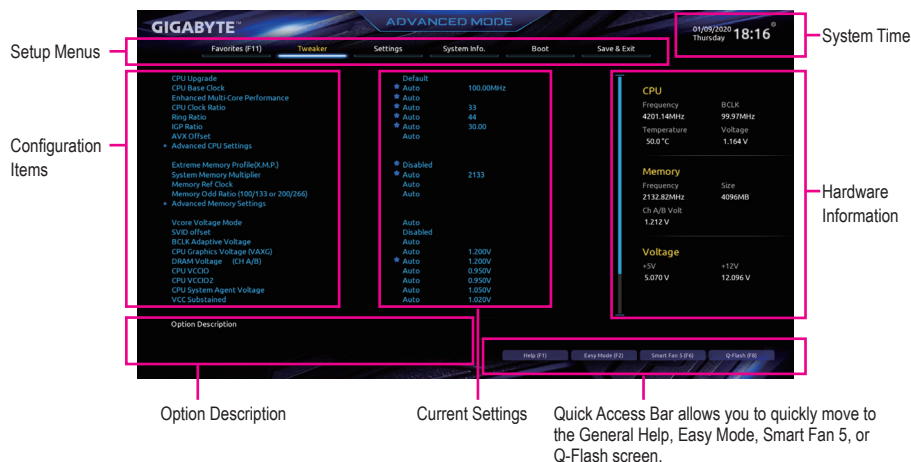 GIGABYTE™
ADVANCED MODE
01/09/2020
Thursday
18:16
System Time
Setup Menus
Favorites (F11) Tweaker Settings System Info. Boot Save & Exit
Configuration
Items
CPU Upgrade Default
CPU Base Clock Auto 100.00MHz
Enhanced Multi-Core Performance Auto
CPU Clock Ratio Auto 33
Ring Ratio Auto 44
IGP Ratio Auto 30.00
AVX Offset Auto
Advanced CPU Settings
Extreme Memory Profile(X.M.P.) Disabled
System Memory Multiplier Auto 2133
Memory Ref Clock Auto
Memory Odd Ratio (100/133 or 200/266) Auto
Advanced Memory Settings
Vcore Voltage Mode Auto
SVID offset Disabled
BCLK Adaptive Voltage Auto
CPU Graphics Voltage (VAXG) Auto 1.200V
DRAM Voltage (CH A/B) Auto 1.200V
CPU VCCIO Auto 0.950V
CPU VCCIO2 Auto 0.950V
CPU System Agent Voltage Auto 1.050V
VCC Substained Auto 1.020V
CPU
Frequency BCLK
4201.14MHz 99.97MHz
Temperature Voltage
50.0 °C 1.164 V
Memory
Frequency Size
2132.82MHz 4096MB
Ch A/B Volt
1.212 V
Voltage
+5V +12V
5.070 V 12.096 V
Hardware
Information
Option Description
Help (F1) Easy Mode (F2) Smart Fan 5 (F6) Q-Flash (F8)
Option Description
Current Settings
Quick Access Bar allows you to quickly move to
the General Help, Easy Mode, Smart Fan 5, or
Q-Flash screen.